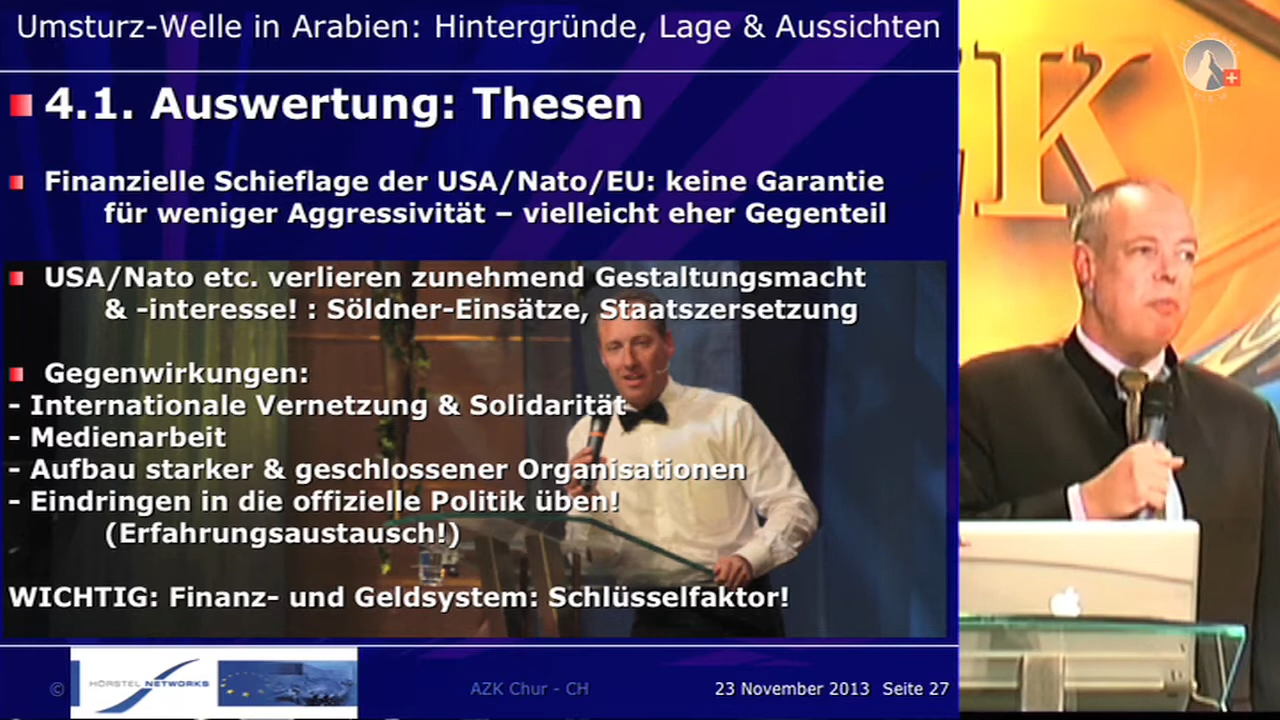 Umsturz-Welle in Arabien: Hintergründe, Lage & Aussichten
4.1. Auswertung: Thesen
Finanzielle Schieflage der USA/Nato/EU: keine Garantie
für weniger Aggressivität – vielleicht eher Gegenteil
USA/Nato etc. verlieren zunehmend Gestaltungsmacht
& -interesse! : Söldner-Einsätze, Staatszersetzung
Gegenwirkungen:
- Internationale Vernetzung & Solidarität
- Medienarbeit
- Aufbau starker & geschlossener Organisationen
- Eindringen in die offizielle Politik üben!
(Erfahrungsaustausch!)
WICHTIG: Finanz- und Geldsystem: Schlüsselfaktor!
© HÖRSTEL NETWORKS
AZK Chur - CH
23 November 2013 Seite 27
K